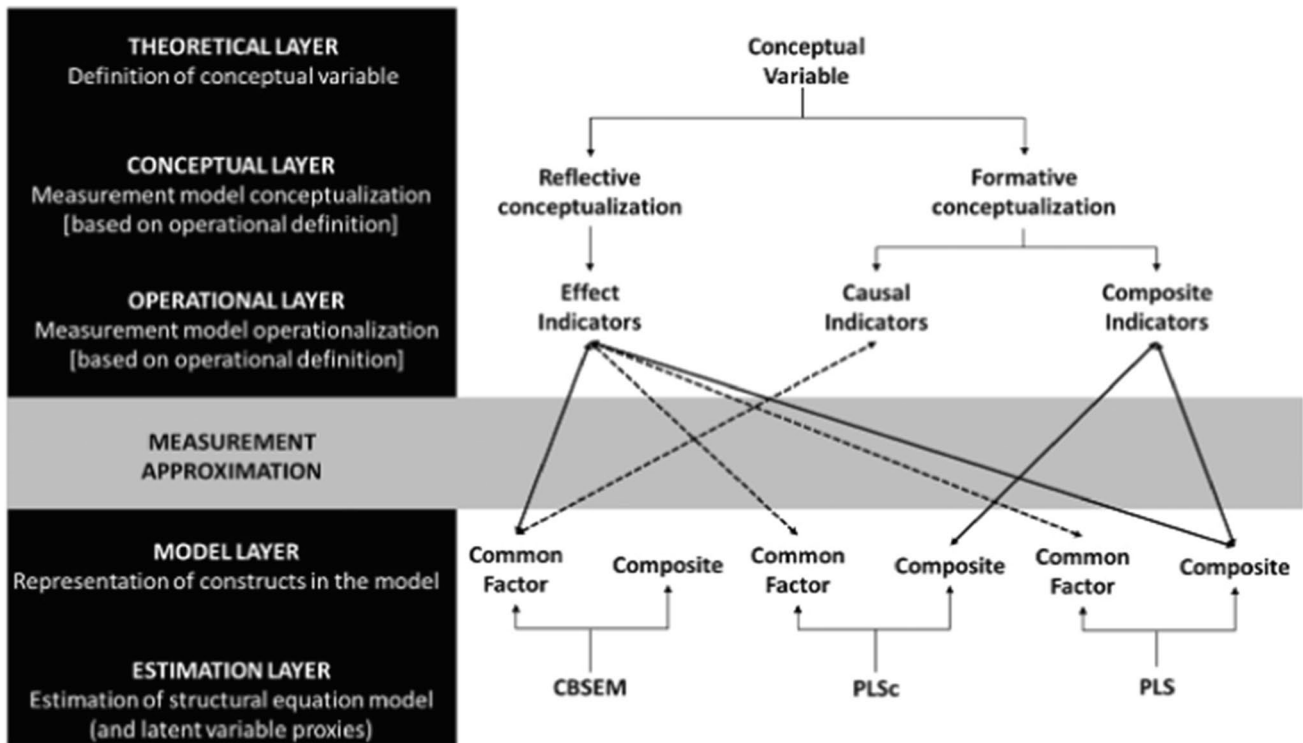 THEORETICAL LAYER
Definition of conceptual variable
CONCEPTUAL LAYER
Measurement model conceptualization
[based on operational definition]
OPERATIONAL LAYER
Measurement model operationalization
[based on operational definition]
MEASUREMENT
APPROXIMATION
MODEL LAYER
Representation of constructs in the model
ESTIMATION LAYER
Estimation of structural equation model
(and latent variable proxies)
Conceptual
Variable
Reflective
conceptualization
Formative
conceptualization
Effect
Indicators
Causal
Indicators
Composite
Indicators
Common
Factor
Composite
Common
Factor
Composite
Common
Factor
Composite
CBSEM
PLSc
PLS